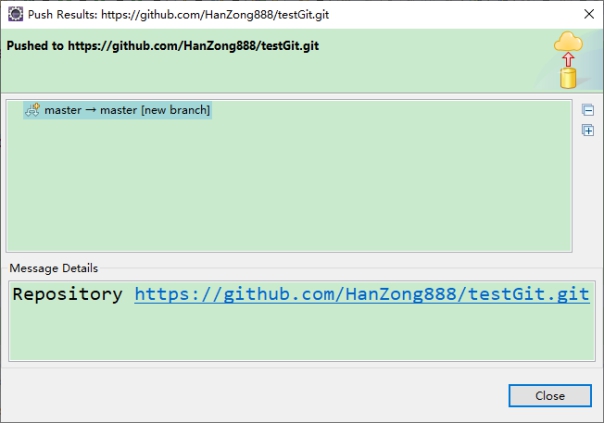 Push Results: https://github.com/HanZong888/testGit.git
Pushed to https://github.com/HanZong888/testGit.git
master → master [new branch]
Message Details
Repository https://github.com/HanZong888/testGit.git
Close